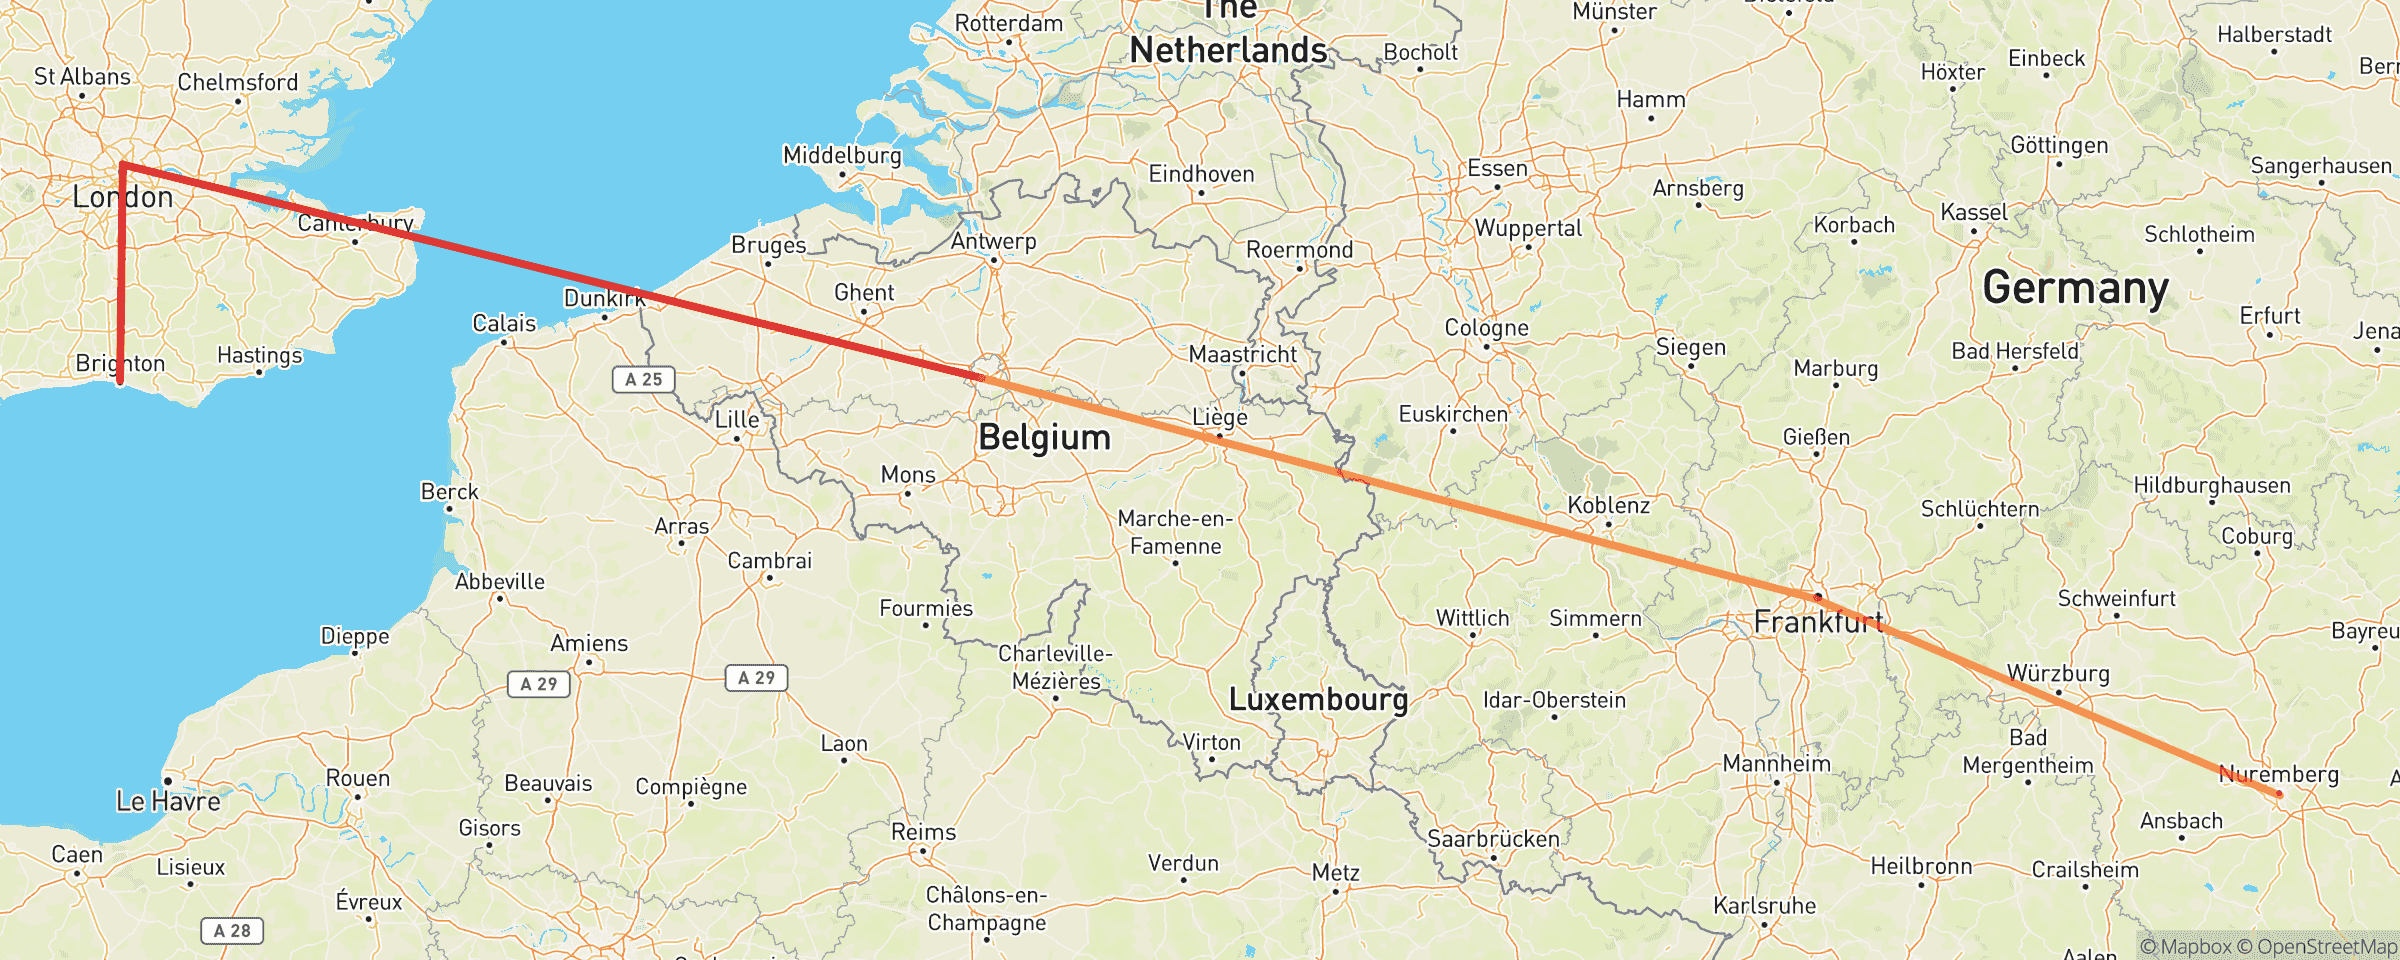 The
Netherlands
Rotterdam
Münster
Bocholt
Halberstadt
Einbeck
Höxter
St Albans
Chelmsford
Hamm
Göttingen
Middelburg
Eindhoven
Essen
Sangerhausen
Arnsberg
London
Canterbury
Kassel
Korbach
Wuppertal
Schlotheim
Bruges
Antwerp
Roermond
Germany
Ghent
Dunkirk
Calais
Cologne
Erfurt
Jena
Brighton
Hastings
Maastricht
Siegen
Bad Hersfeld
Marburg
A 25
Lille
Liège
Euskirchen
Gießen
Belgium
Mons
Berck
Hildburghausen
Koblenz
Schlüchtern
Arras
Marche-en-
Famenne
Coburg
Cambrai
Abbeville
Fourmies
Schweinfurt
Wittlich
Simmern
Frankfurt
Dieppe
Amiens
Bayreu
Charleville-
Mézières
Würzburg
A 29
A 29
Luxembourg
Idar-Oberstein
Laon
Virton
Bad
Mergentheim
Mannheim
Nuremberg
Rouen
Beauvais
Compiègne
Le Havre
Gisors
Reims
Saarbrücken
Ansbach
Caen
Lisieux
Verdun
Metz
Heilbronn
Crailsheim
Évreux
Châlons-en-
Champagne
Karlsruhe
A 28
© Mapbox © OpenStreetMap